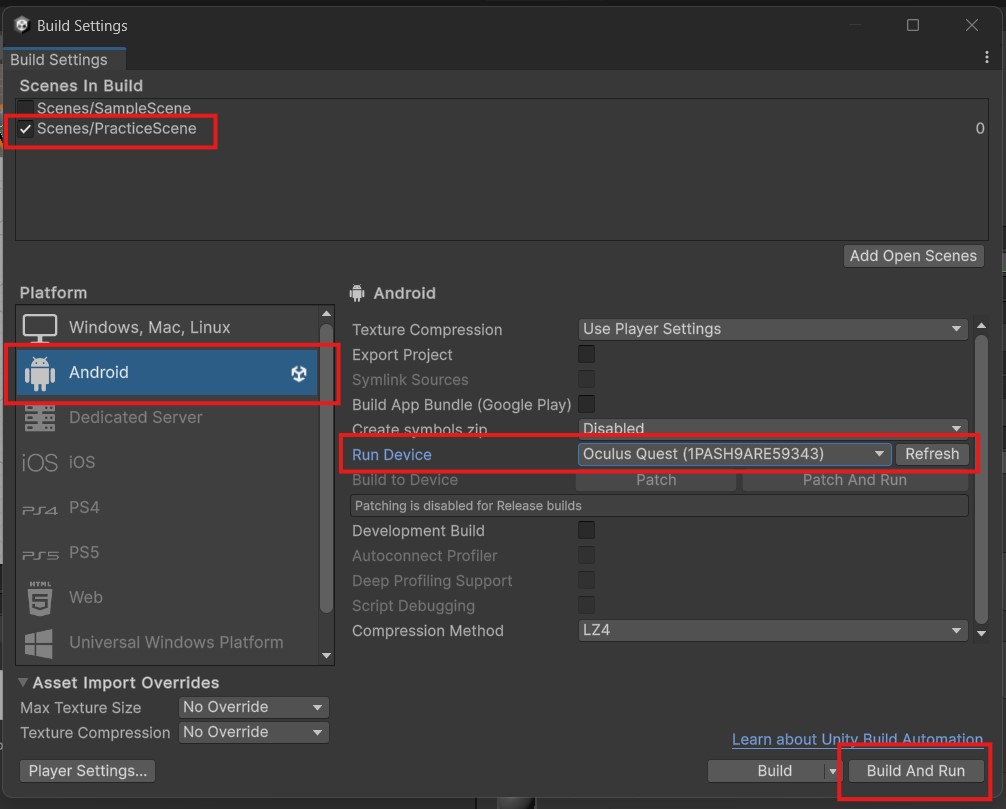 Build Settings
Build Settings
Scenes In Build
Scenes/SampleScene
Scenes/PracticeScene 0
Add Open Scenes
Platform
Windows, Mac, Linux
Android
Dedicated Server
iOS iOS
PS4 PS4
PS5 PS5
HTML 5 Web
Universal Windows Platform
Android
Texture Compression Use Player Settings
Export Project
Symlink Sources
Build App Bundle (Google Play)
Create symbols.zip Disabled
Run Device Oculus Quest (1PASH9ARE59343) Refresh
Build to Device Patch Patch And Run
Patching is disabled for Release builds
Development Build
Autoconnect Profiler
Deep Profiling Support
Script Debugging
Compression Method LZ4
Asset Import Overrides
Max Texture Size No Override
Texture Compression No Override
Learn about Unity Build Automation
Player Settings... Build Build And Run